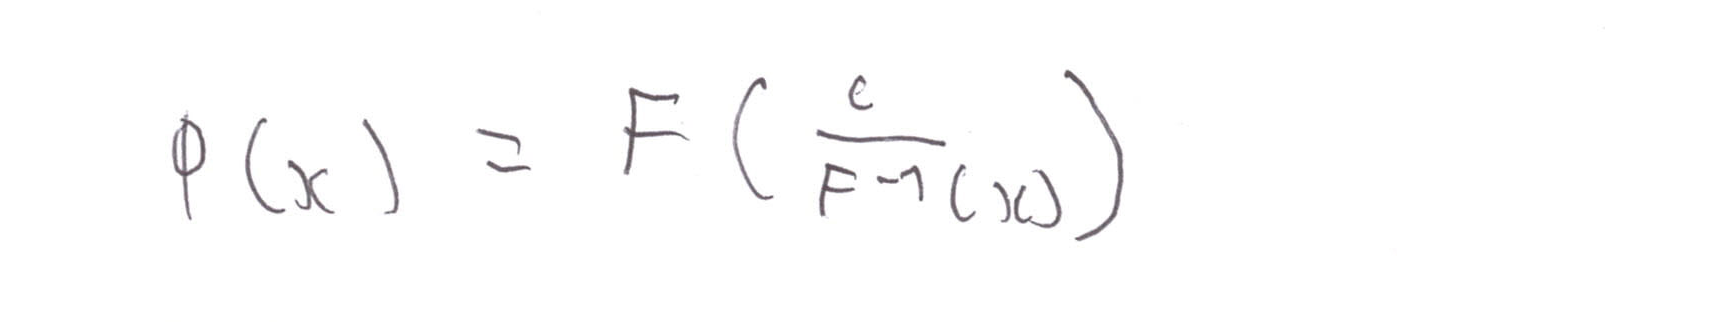 φ(x) = F(c/F⁻¹(x))